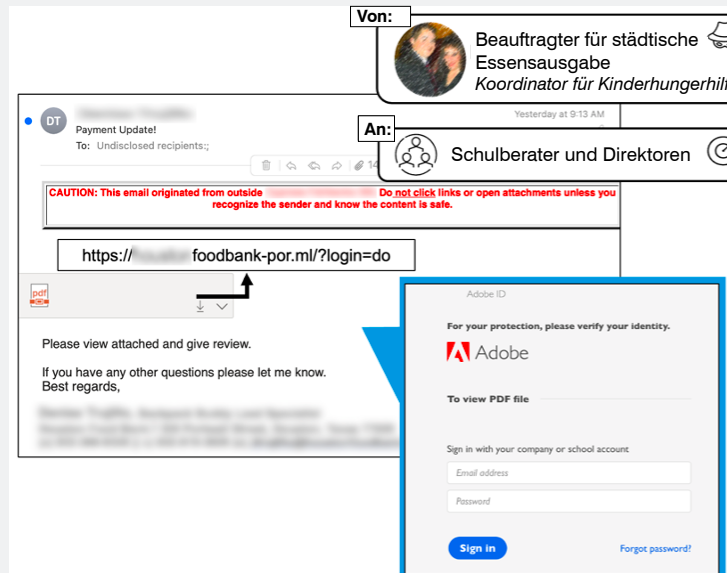 Von:
Beauftragter für städtische
Essensausgabe
Koordinator für Kinderhungerhilf
An:
Schulberater und Direktoren
DT
Yesterday at 9:13 AM
Payment Update!
To: Undisclosed recipients:;
14
CAUTION: This email originated from outside Do not click links or open attachments unless you
recognize the sender and know the content is safe.
https:// foodbank-por.ml/?login=do
pdf
Please view attached and give review.
If you have any other questions please let me know.
Best regards,
Adobe ID
For your protection, please verify your identity.
Adobe
To view PDF file
Sign in with your company or school account
Email address
Password
Sign in
Forgot password?